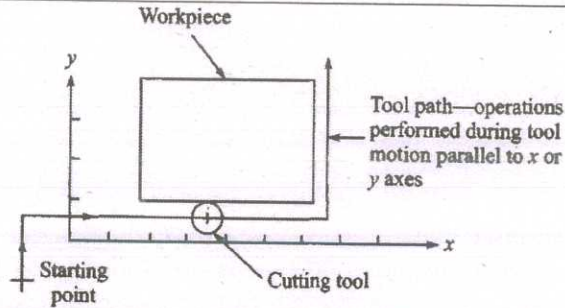 Workpiece
y
Tool path—operations
performed during tool
motion parallel to x or
y axes
x
Starting
point
Cutting tool